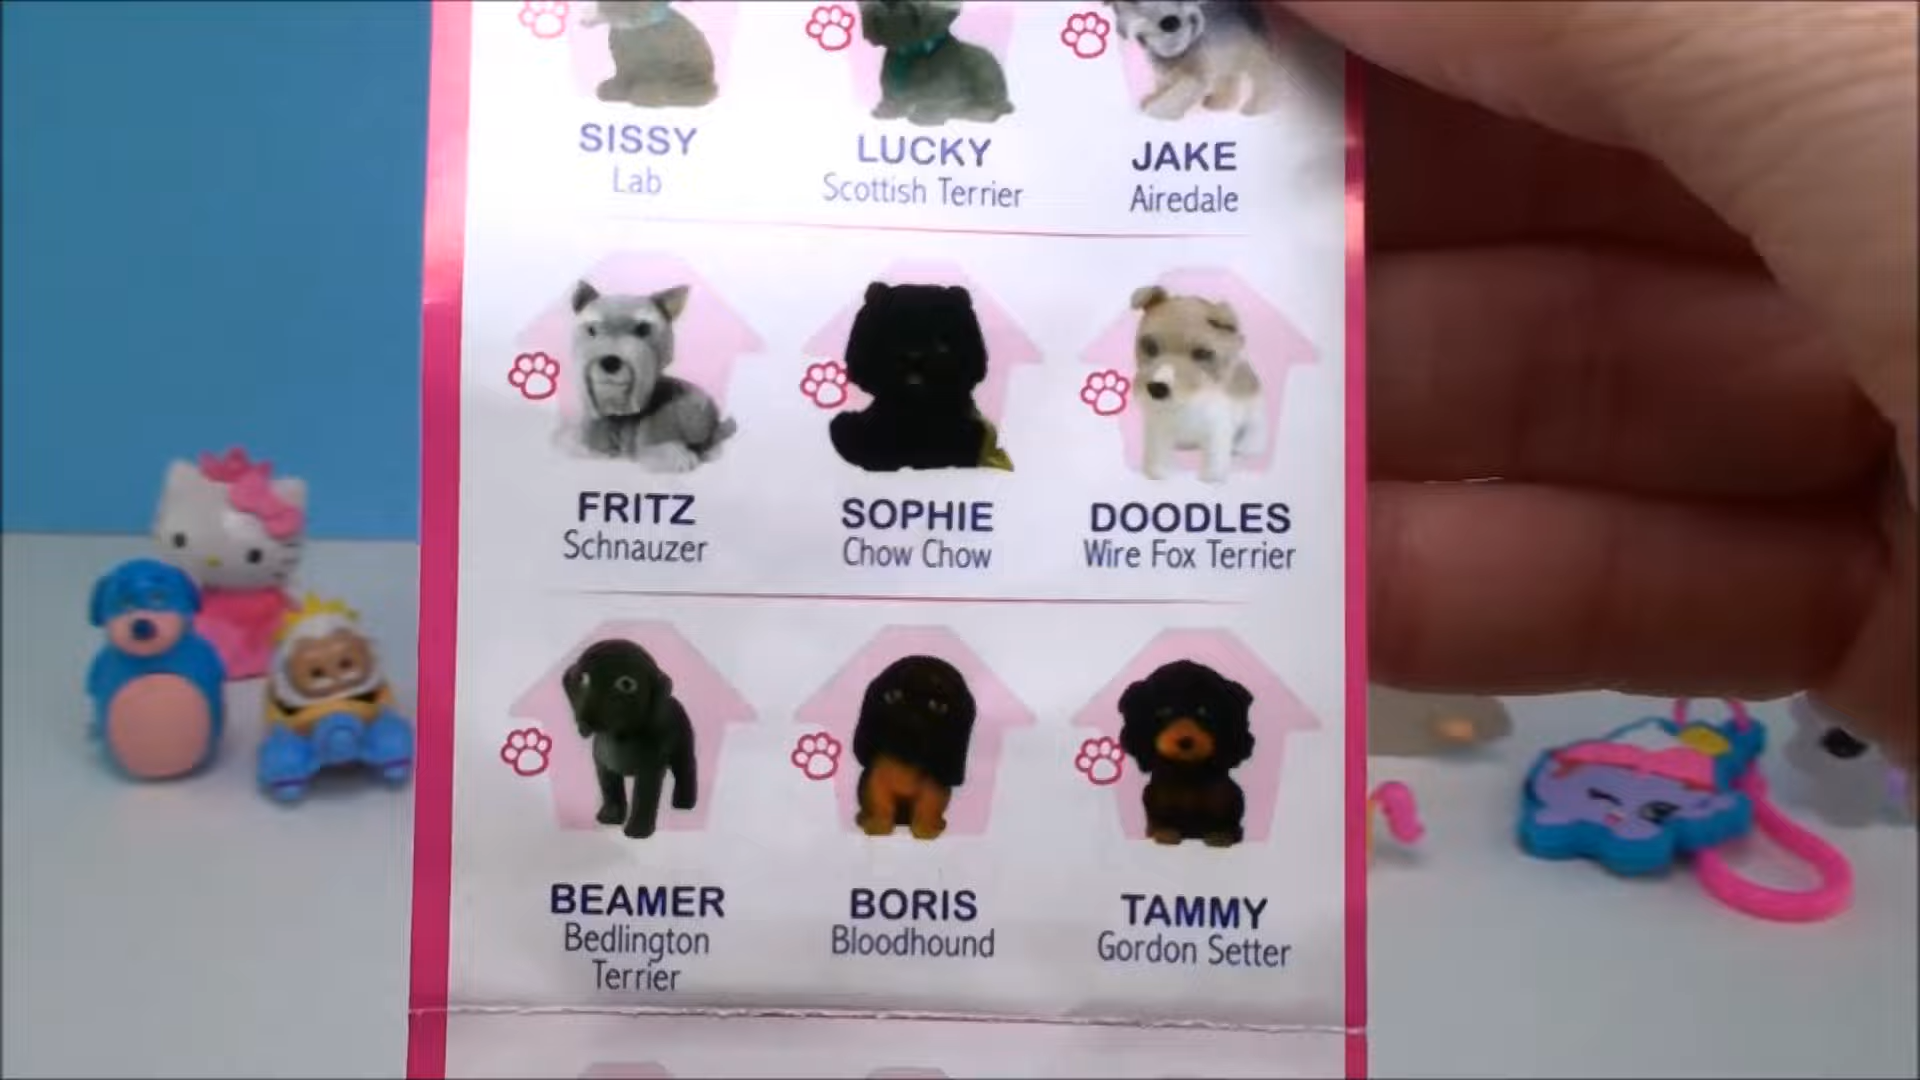 SISSY
Lab
LUCKY
Scottish Terrier
JAKE
Airedale
FRITZ
Schnauzer
SOPHIE
Chow Chow
DOODLES
Wire Fox Terrier
BEAMER
Bedlington
Terrier
BORIS
Bloodhound
TAMMY
Gordon Setter